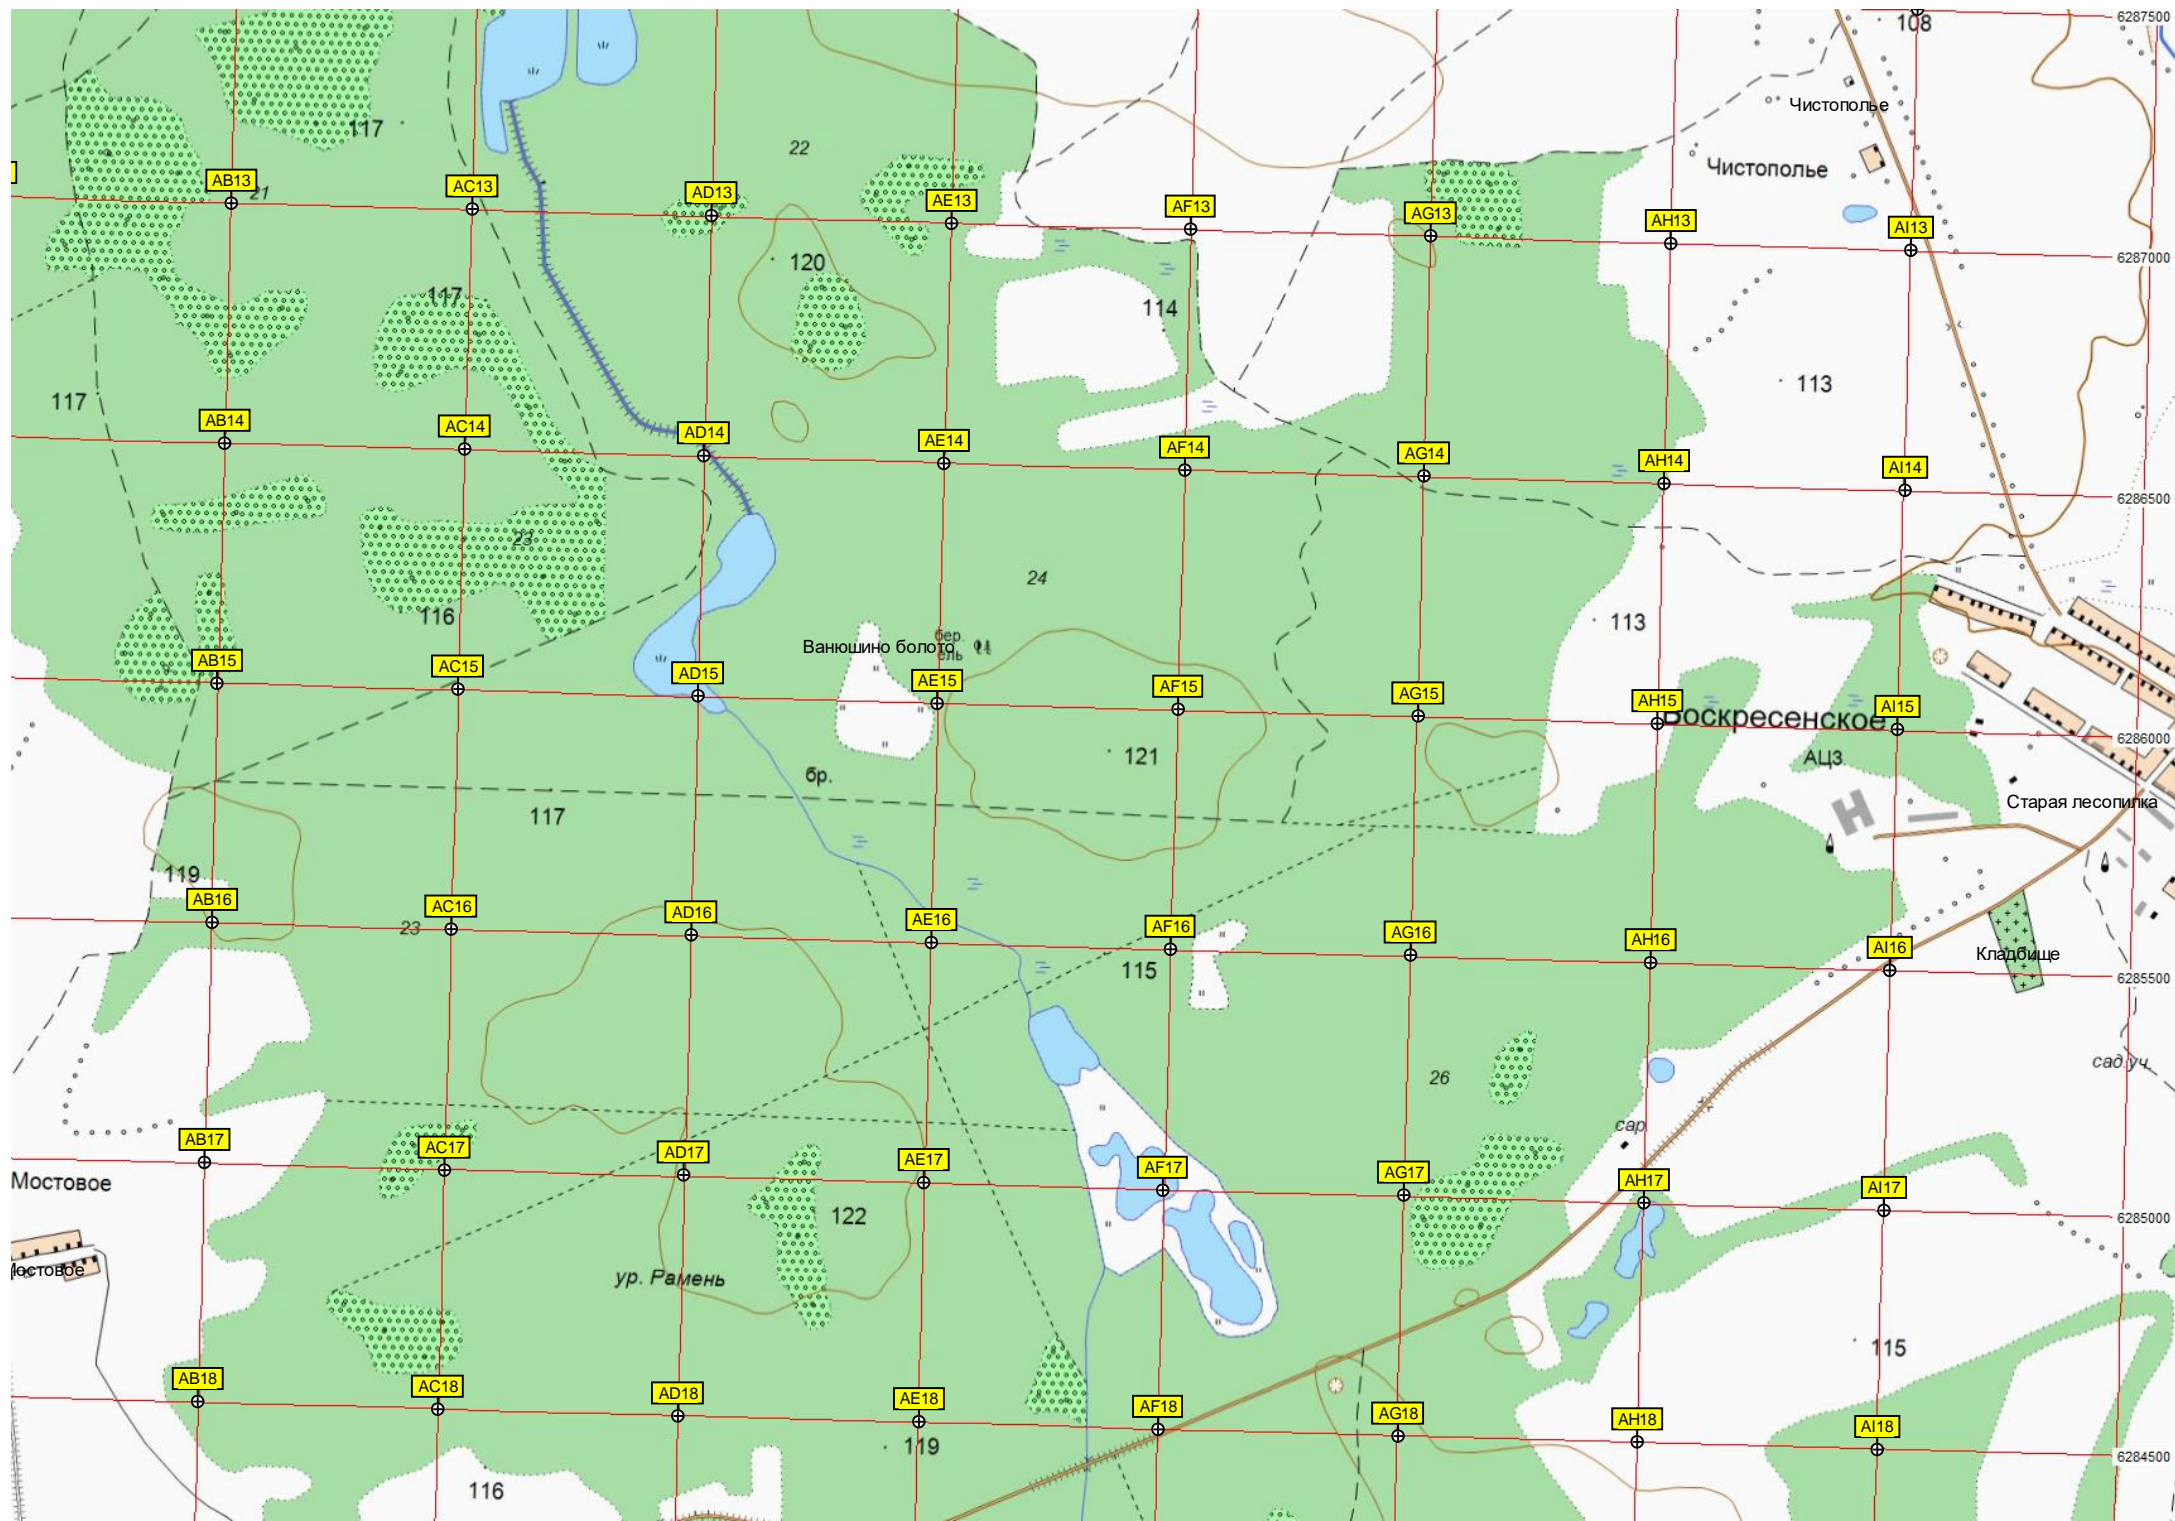 108
6287500
Чистополье
117
22
Чистополье
AB13
21
AC13
AD13
AE13
AF13
AG13
AH13
AI13
6287000
120
117
114
113
117
AB14
AC14
AD14
AE14
AF14
AG14
AH14
AI14
6286500
23
24
116
113
бер.
ель
Ванюшино болото
AB15
AC15
AD15
AE15
AF15
AG15
AH15
AI15
Воскресенское
6286000
121
АЦЗ
бр.
Старая лесопилка
117
119
AB16
23
AC16
AD16
AE16
AF16
AG16
AH16
AI16
Кладбище
115
6285500
сад.уч.
26
сар.
AB17
AC17
AD17
AE17
AF17
AG17
AH17
AI17
Мостовое
122
6285000
Мостовое
ур. Рамень
115
AB18
AC18
AD18
AE18
AF18
AG18
AH18
AI18
119
6284500
116